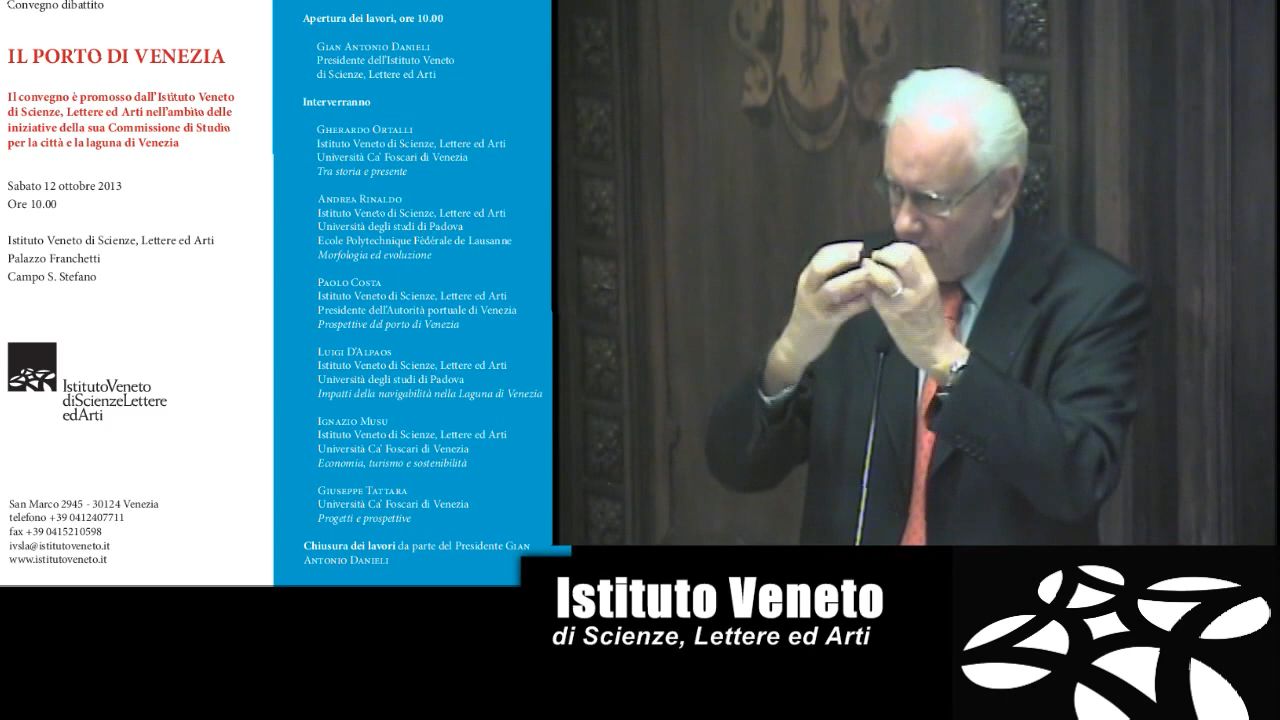 Convegno dibattito
IL PORTO DI VENEZIA
Il convegno è promosso dall'Istituto Veneto
di Scienze, Lettere ed Arti nell'ambito delle
iniziative della sua Commissione di Studio
per la città e la laguna di Venezia
Sabato 12 ottobre 2013
Ore 10.00
Istituto Veneto di Scienze, Lettere ed Arti
Palazzo Franchetti
Campo S. Stefano
IstitutoVeneto
diScienzeLettere
edArti
San Marco 2945 - 30124 Venezia
telefono +39 0412407711
fax +39 0415210598
ivsla@istitutoveneto.it
www.istitutoveneto.it
Apertura dei lavori, ore 10.00
Gian Antonio Danieli
Presidente dell'Istituto Veneto
di Scienze, Lettere ed Arti
Interverranno
Gherardo Ortalli
Istituto Veneto di Scienze, Lettere ed Arti
Università Ca' Foscari di Venezia
Tra storia e presente
Andrea Rinaldo
Istituto Veneto di Scienze, Lettere ed Arti
Università degli studi di Padova
Ecole Polytechnique Fèdérale de Lausanne
Morfologia ed evoluzione
Paolo Costa
Istituto Veneto di Scienze, Lettere ed Arti
Presidente dell'Autorità portuale di Venezia
Prospettive del porto di Venezia
Luigi D'Alpaos
Istituto Veneto di Scienze, Lettere ed Arti
Università degli studi di Padova
Impatti della navigabilità nella Laguna di Venezia
Ignazio Musu
Istituto Veneto di Scienze, Lettere ed Arti
Università Ca' Foscari di Venezia
Economia, turismo e sostenibilità
Giuseppe Tattara
Università Ca' Foscari di Venezia
Progetti e prospettive
Chiusura dei lavori da parte del Presidente Gian
Antonio Danieli
Istituto Veneto
di Scienze, Lettere ed Arti